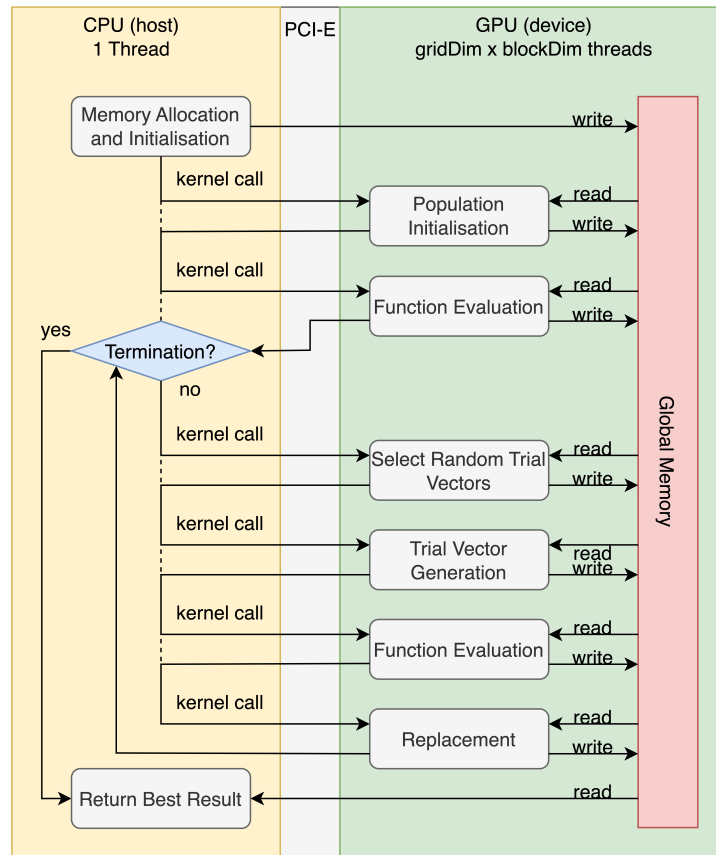 CPU (host)
1 Thread
PCI-E
GPU (device)
gridDim x blockDim threads
Memory Allocation
and Initialisation
write
kernel call
Population
Initialisation
read
write
kernel call
Function Evaluation
read
write
yes
Termination?
no
kernel call
Select Random Trial
Vectors
read
write
Global Memory
kernel call
Trial Vector
Generation
read
write
kernel call
Function Evaluation
read
write
kernel call
Replacement
read
write
Return Best Result
read